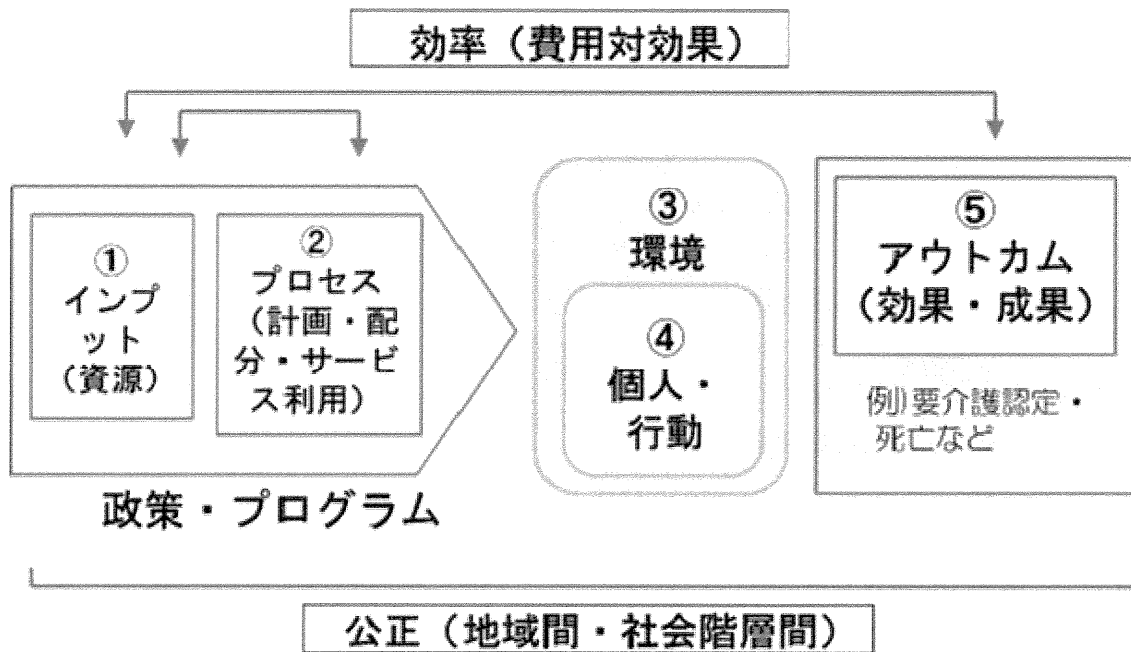 効率（費用対効果）
①
インプ
ット
（資源）
②
プロセス
（計画・配
分・サービ
ス利用）
政策・プログラム
③
環境
④
個人・
行動
⑤
アウトカム
（効果・成果）
例）要介護認定・
死亡など
公正（地域間・社会階層間）